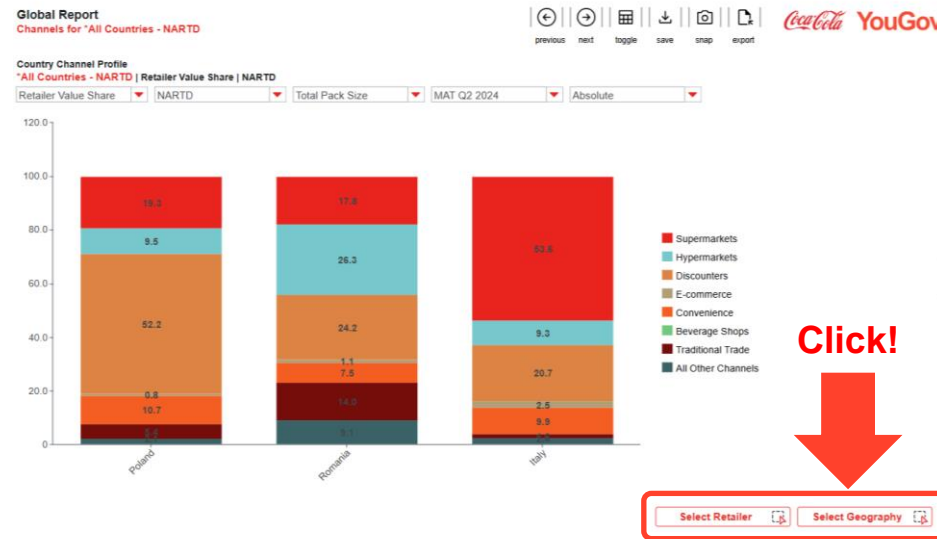 Global Report
Channels for "All Countries - NARTD
previous next toggle save snap export
Coca-Cola YouGov
Country Channel Profile
"All Countries - NARTD | Retailer Value Share | NARTD
Retailer Value Share NARTD Total Pack Size MAT Q2 2024 Absolute
120.0
100.0
80.0
60.0
40.0
20.0
0
9.5
52.2
0.8
10.7
17.8
26.3
24.2
1.1
7.5
14.0
9.1
53.6
9.3
20.7
2.5
9.9
Poland
Romania
Italy
Supermarkets
Hypermarkets
Discounters
E-commerce
Convenience
Beverage Shops
Traditional Trade
All Other Channels
Click!
Select Retailer Select Geography